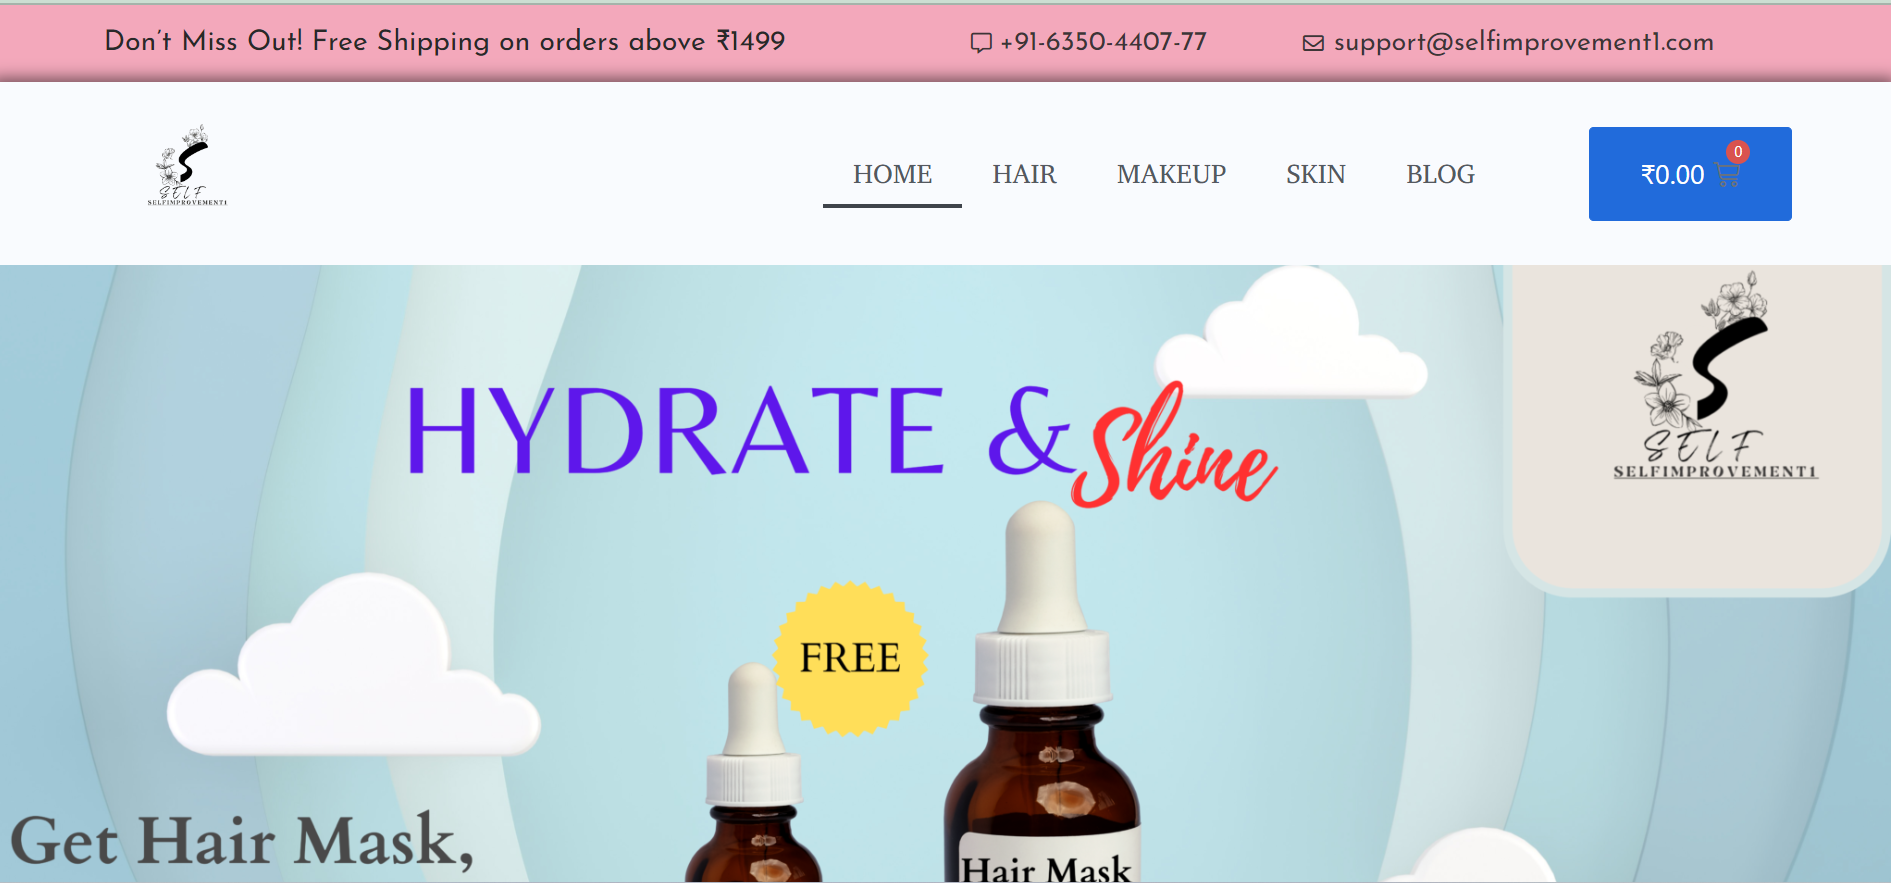 Don't Miss Out! Free Shipping on orders above ₹1499
+91-6350-4407-77
support@selfimprovement1.com
SELF
SELFIMPROVEMENT1
HOME
HAIR
MAKEUP
SKIN
BLOG
₹0.00
0
HYDRATE & Shine
SELF
SELFIMPROVEMENT1
FREE
Get Hair Mask,
Hair Mask